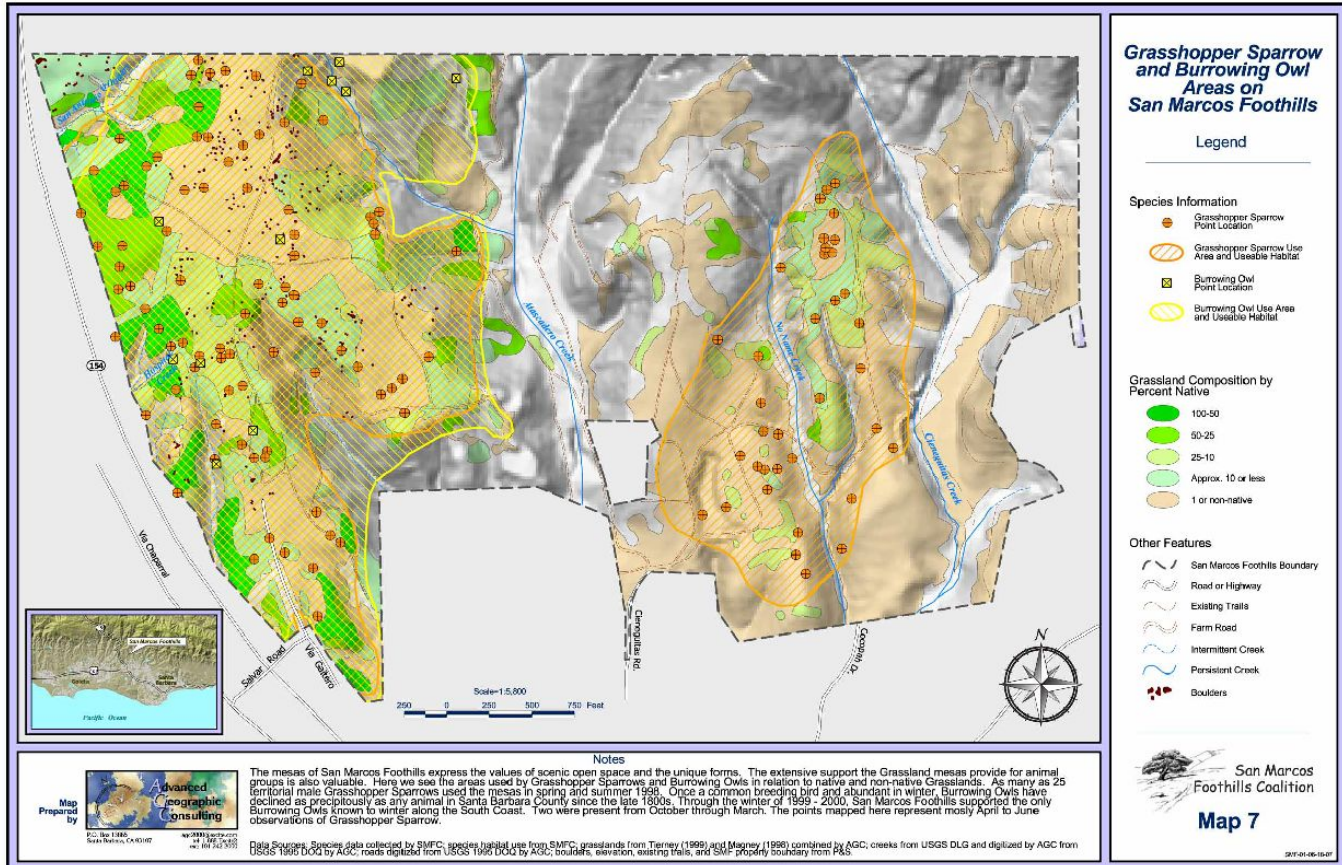 Grasshopper Sparrow
and Burrowing Owl
Areas on
San Marcos Foothills
Legend
Species Information
Grasshopper Sparrow
Point Location
Grasshopper Sparrow Use
Area and Useable Habitat
Burrowing Owl
Point Location
Burrowing Owl Use Area
and Useable Habitat
Grassland Composition by
Percent Native
100-50
50-25
25-10
Approx. 10 or less
1 or non-native
Other Features
San Marcos Foothills Boundary
Road or Highway
Existing Trails
Farm Road
Intermittent Creek
Persistent Creek
Boulders
San Marcos
Foothills Coalition
Map 7
Atascadero Creek
No Name Creek
Cieneguitas Creek
154
Via Chaparral
Salvar Road
Via Gaitero
Cieneguitas Rd.
Cocopah Dr.
N
San Marcos Foothills
Goleta
Santa
Barbara
Pacific Ocean
Scale=1:5,800
250 0 250 500 750 Feet
Notes
The mesas of San Marcos Foothills express the values of scenic open space and the unique forms. The extensive support the Grassland mesas provide for animal
groups is also valuable. Here we see the areas used by Grasshopper Sparrows and Burrowing Owls in relation to native and non-native Grasslands. As many as 25
territorial male Grasshopper Sparrows used the mesas in spring and summer 1998. Once a common breeding bird and abundant in winter, Burrowing Owls have
declined as precipitously as any animal in Santa Barbara County since the late 1800s. Through the winter of 1999 - 2000, San Marcos Foothills supported the only
Burrowing Owls known to winter along the South Coast. Two were present from October through March. The points mapped here represent mostly April to June
observations of Grasshopper Sparrow.
Data Sources: Species data collected by SMFC; species habitat use from SMFC; grasslands from Tierney (1999) and Magney (1998) combined by AGC; creeks from USGS DLG and digitized by AGC from
USGS 1995 DOQ by AGC; roads digitized from USGS 1995 DOQ by AGC; boulders, elevation, existing trails, and SMF property boundary from P&S.
Map
Prepared
by
Advanced
Geographic
Consulting
Santa Barbara, CA 93107